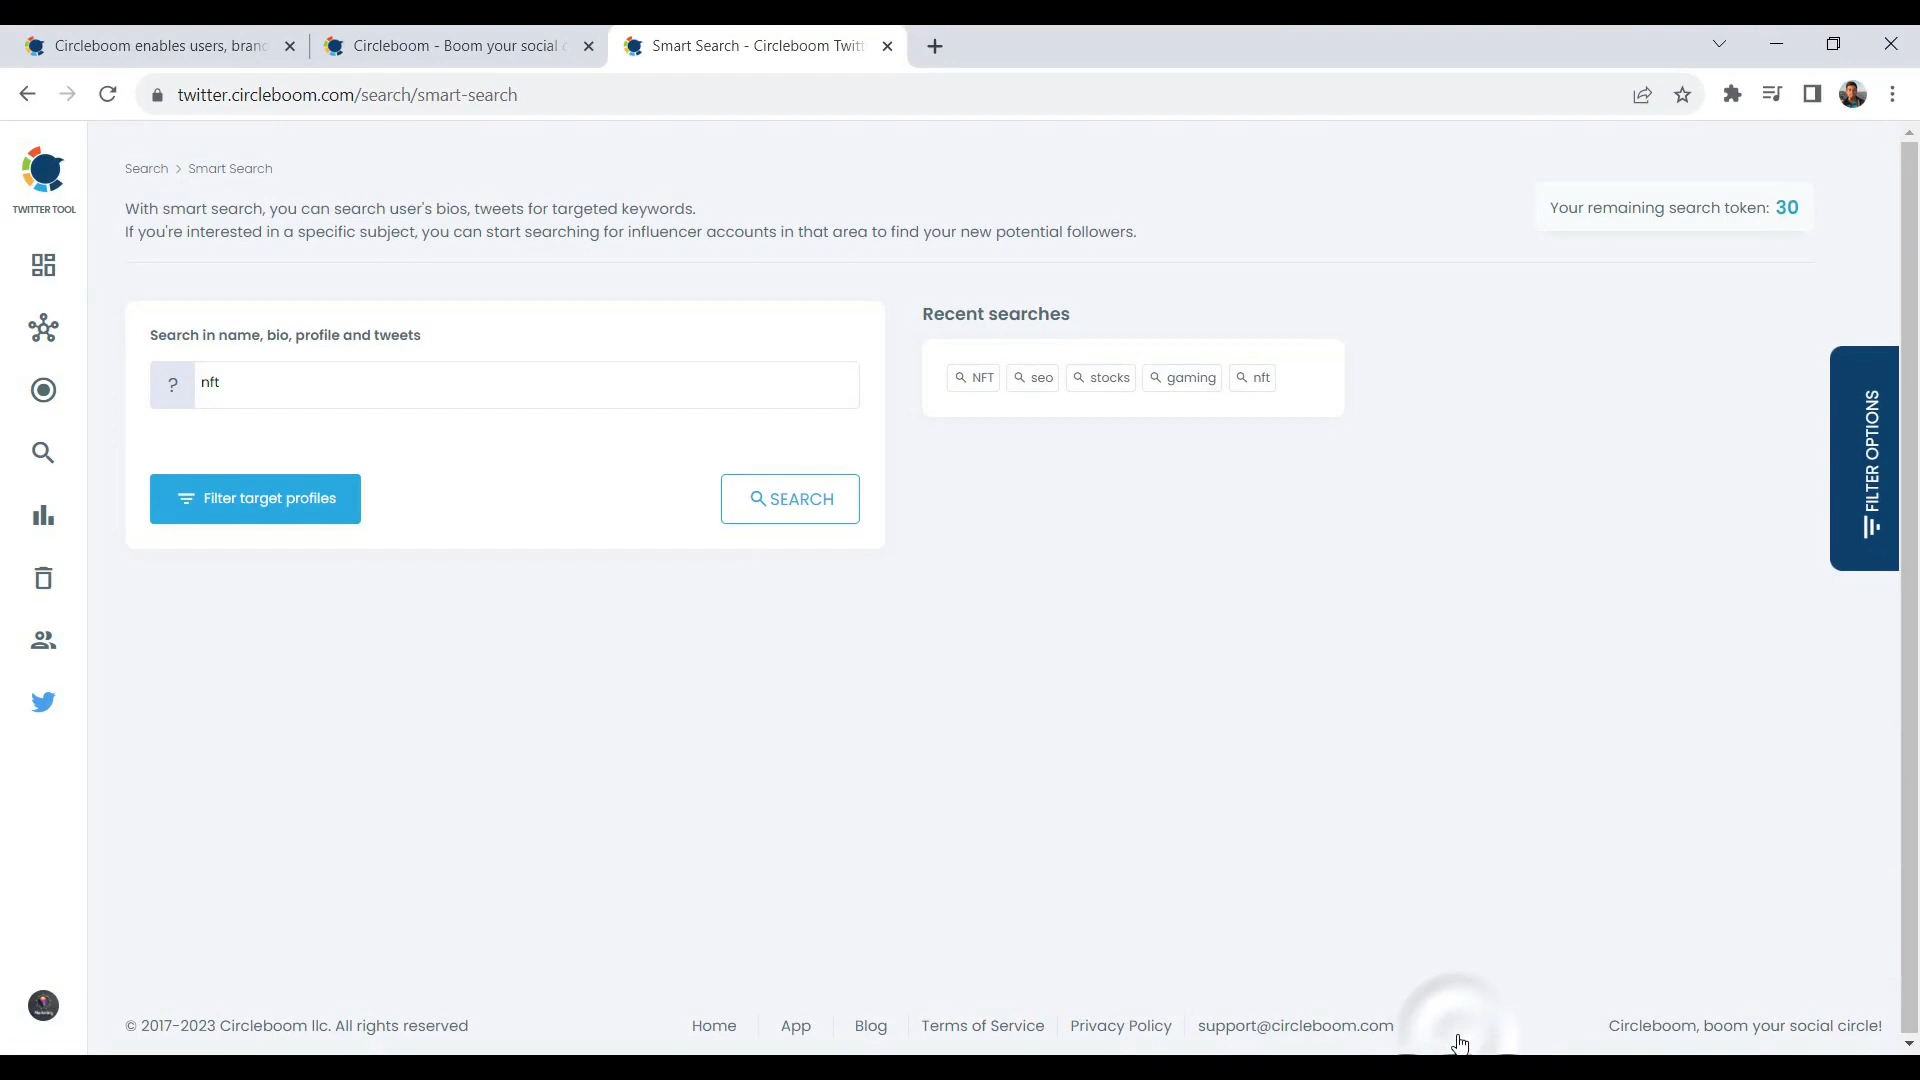 Circleboom enables users, branc
Circleboom - Boom your social c
Smart Search - Circleboom Twitt
twitter.circleboom.com/search/smart-search
TWITTER TOOL
Search > Smart Search
With smart search, you can search user's bios, tweets for targeted keywords.
If you're interested in a specific subject, you can start searching for influencer accounts in that area to find your new potential followers.
Your remaining search token: 30
Search in name, bio, profile and tweets
? nft
Filter target profiles
SEARCH
Recent searches
NFT seo stocks gaming nft
FILTER OPTIONS
© 2017-2023 Circleboom llc. All rights reserved
Home
App
Blog
Terms of Service
Privacy Policy
support@circleboom.com
Circleboom, boom your social circle!